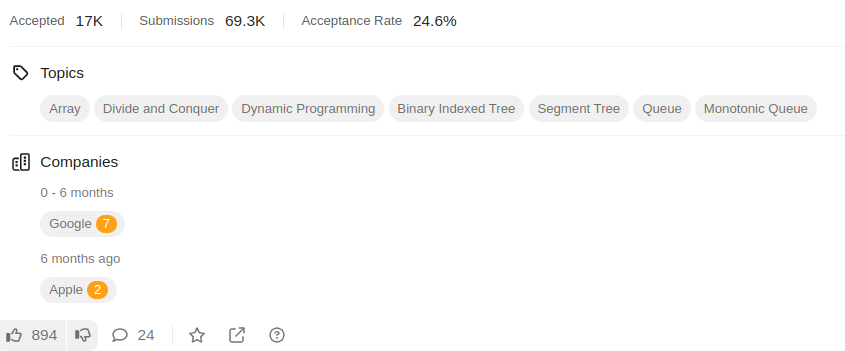 Accepted 17K Submissions 69.3K Acceptance Rate 24.6%
Topics
Array Divide and Conquer Dynamic Programming Binary Indexed Tree Segment Tree Queue Monotonic Queue
Companies
0 - 6 months
Google 7
6 months ago
Apple 2
894 24